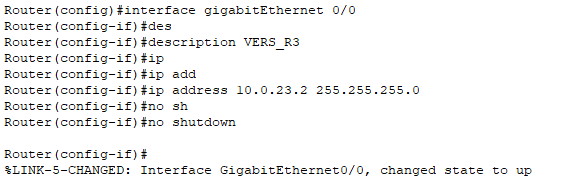 Router(config)#interface gigabitEthernet 0/0
Router(config-if)#des
Router(config-if)#description VERS_R3
Router(config-if)#ip
Router(config-if)#ip add
Router(config-if)#ip address 10.0.23.2 255.255.255.0
Router(config-if)#no sh
Router(config-if)#no shutdown
Router(config-if)#
%LINK-5-CHANGED: Interface GigabitEthernet0/0, changed state to up